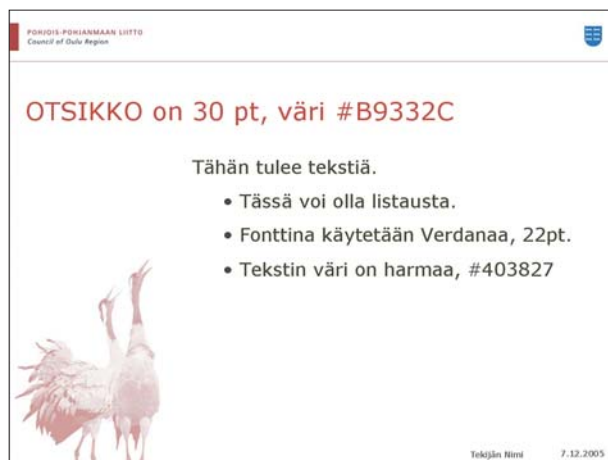 POHJOIS-POHJANMAAN LIITTO
Council of Oulu Region
OTSIKKO on 30 pt, väri #B9332C
Tähän tulee tekstiä.
• Tässä voi olla listausta.
• Fonttina käytetään Verdanaa, 22pt.
• Tekstin väri on harmaa, #403827
Tekijän Nimi 7.12.2005